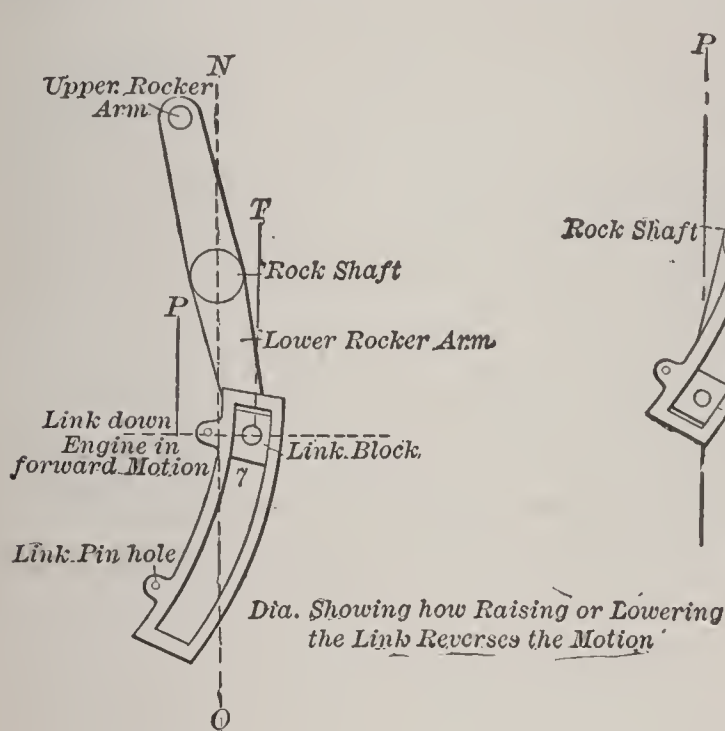 N
Upper Rocker
Arm
T
Rock Shaft
P
Lower Rocker Arm
Link down
Engine in
forward Motion
Link Block
7
Link Pin hole
O
P
Rock Shaft
Dia. Showing how Raising or Lowering
the Link Reverses the Motion